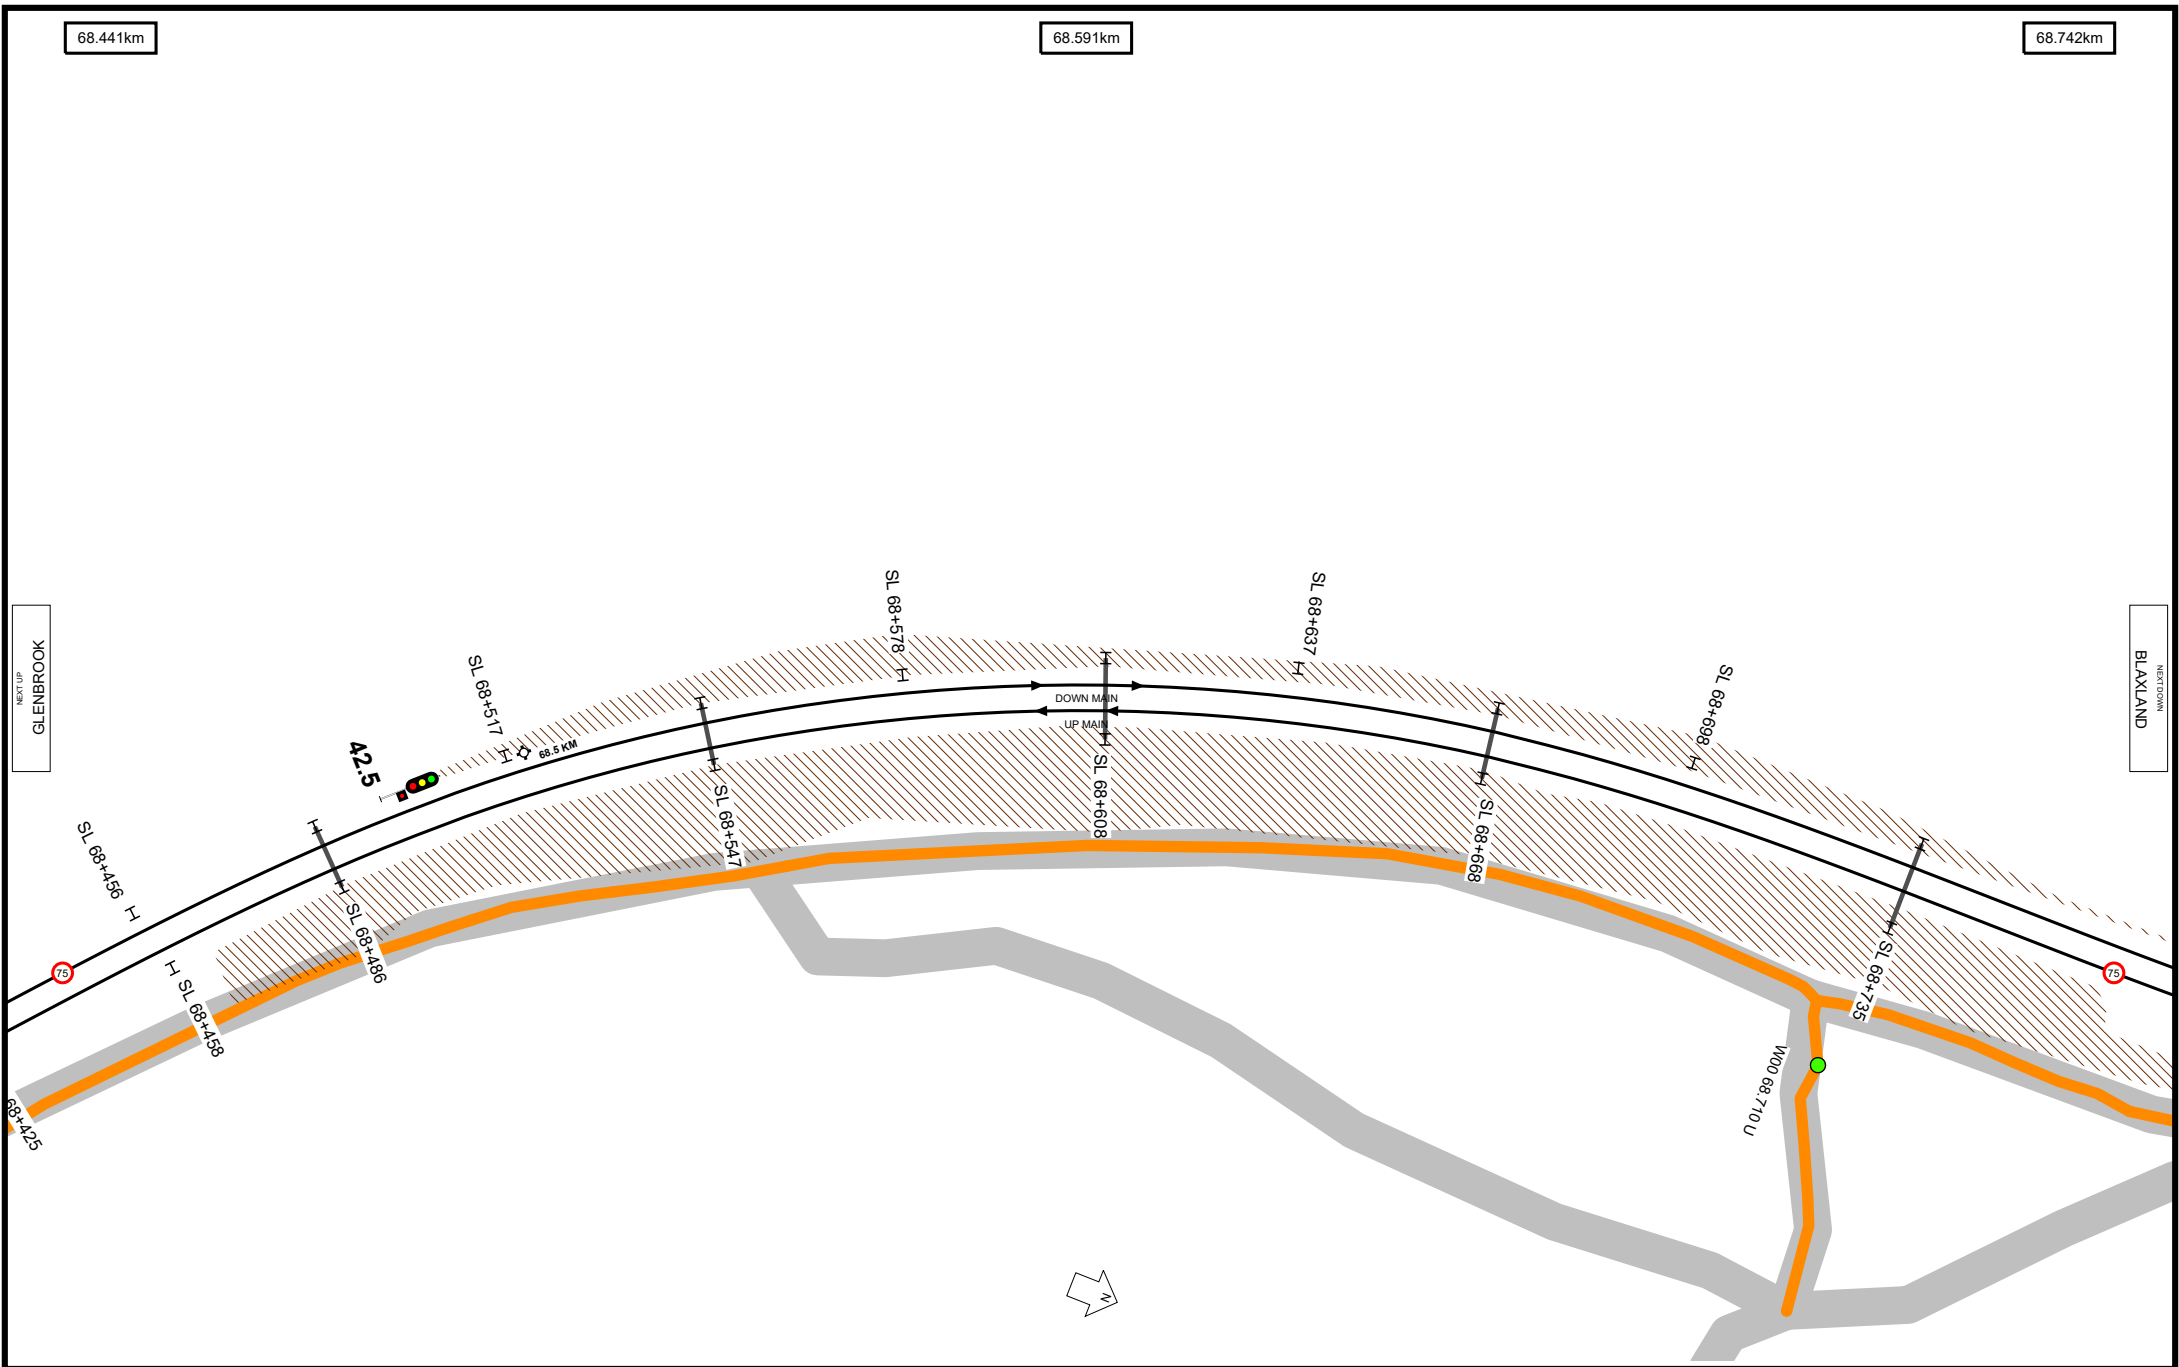 68.441km
68.591km
68.742km
SL 68+578
SL 68+637
NEXT UP
GLENBROOK
NEXT DOWN
BLAXLAND
SL 68+517
SL 68+698
DOWN MAIN
UP MAIN
68.5 KM
42.5
SL 68+456
SL 68+547
SL 68+608
SL 68+668
SL 68+486
SL 68+735
75
75
SL 68+458
W00 68.710 U
68+425
N